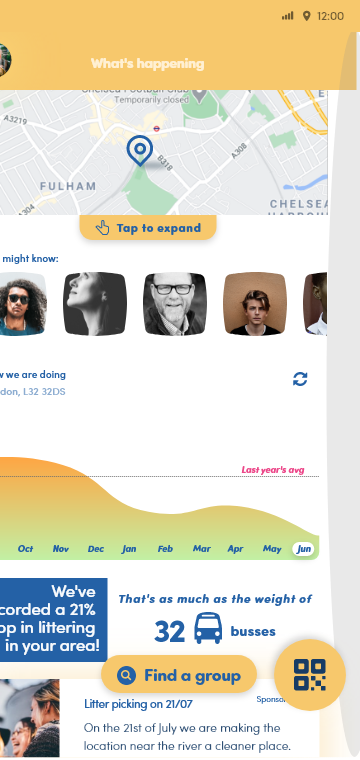 12:00
What's happening
Chelsea Football Club
Temporarily closed
A3219
B318
A308
FULHAM
CHELSEA
HARBOUR
A304
Tap to expand
might know:
w we are doing
don, L32 32DS
Last year's avg
Oct Nov Dec Jan Feb Mar Apr May Jun
We've
corded a 21%
op in littering
in your area!
That's as much as the weight of
32 busses
Find a group
Litter picking on 21/07
Sponsor
On the 21st of July we are making the
location near the river a cleaner place.